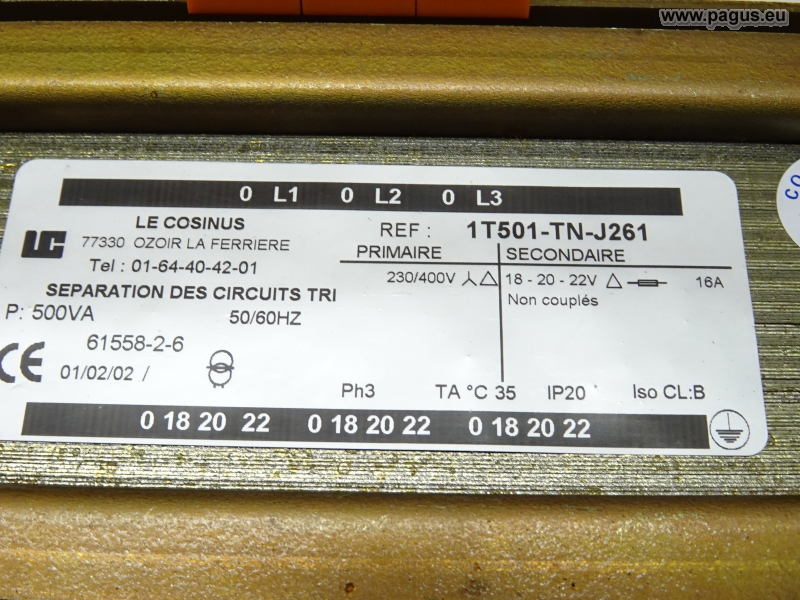 www.pagus.eu
0 L1 0 L2 0 L3
LC
LE COSINUS
77330 OZOIR LA FERRIERE
Tel : 01-64-40-42-01
REF : 1T501-TN-J261
PRIMAIRE SECONDAIRE
230/400V 18 - 20 - 22V 16A
Non couplés
SEPARATION DES CIRCUITS TRI
P: 500VA 50/60HZ
61558-2-6
CE 01/02/02 /
Ph3 TA °C 35 IP20 Iso CL:B
0 18 20 22 0 18 20 22 0 18 20 22